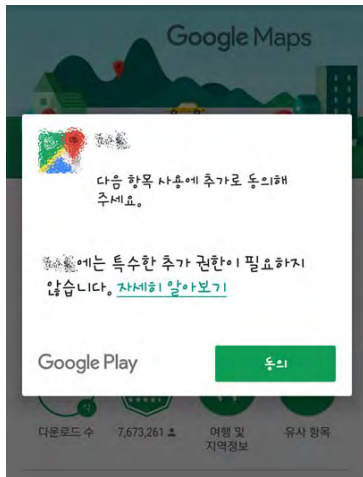 Google Maps
다음 항목 사용에 추가로 동의해
주세요.
에는 특수한 추가 권한이 필요하지
않습니다. 자세히 알아보기
Google Play
동의
다운로드 수
7,673,261
여행 및
지역정보
유사 항목